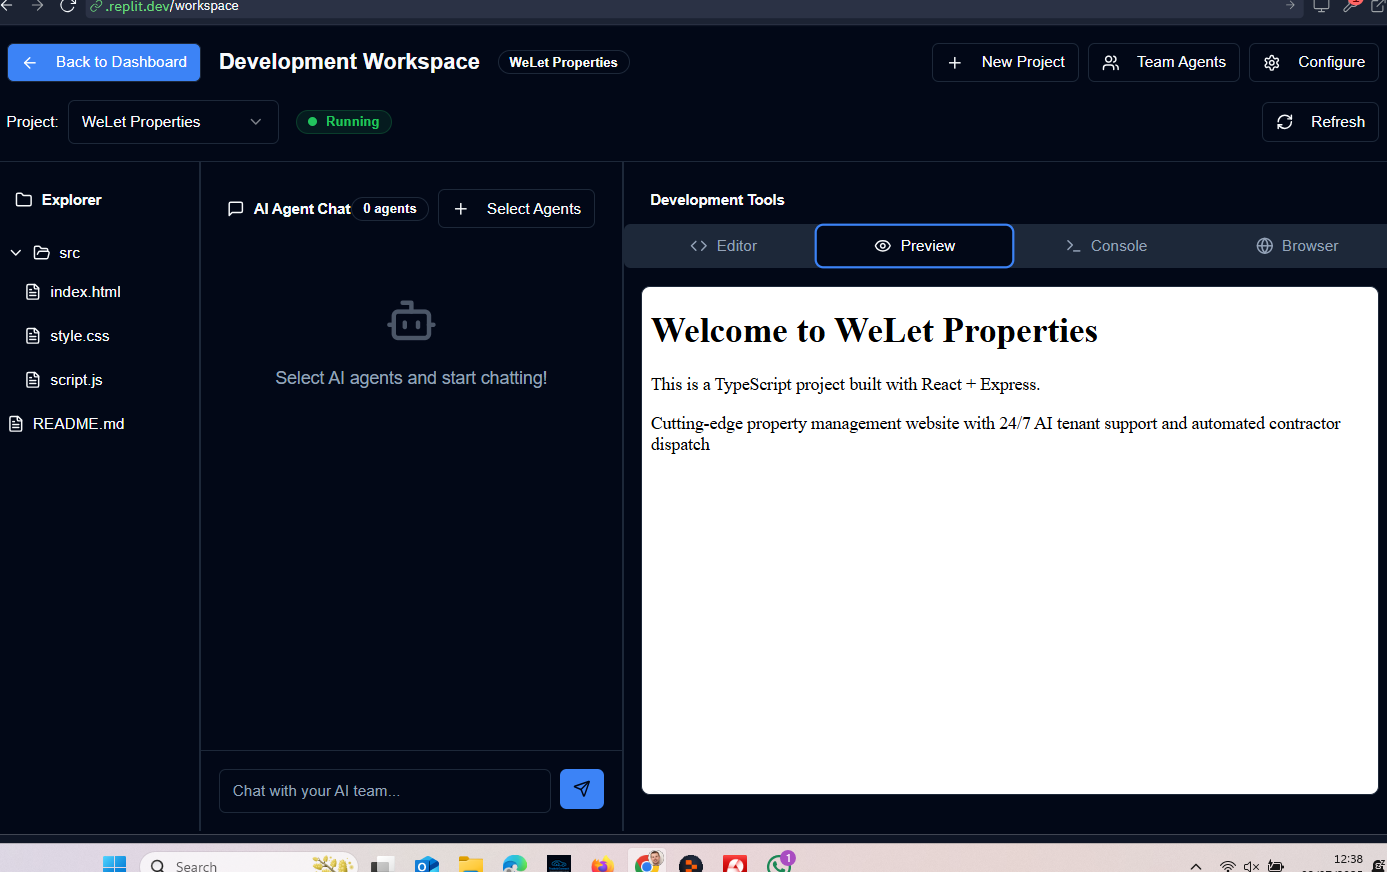 .replit.dev/workspace
Back to Dashboard
Development Workspace
WeLet Properties
New Project
Team Agents
Configure
Project:
WeLet Properties
Running
Refresh
Explorer
src
index.html
style.css
script.js
README.md
AI Agent Chat
0 agents
Select Agents
Select AI agents and start chatting!
Chat with your AI team...
Development Tools
Editor
Preview
Console
Browser
Welcome to WeLet Properties
This is a TypeScript project built with React + Express.
Cutting-edge property management website with 24/7 AI tenant support and automated contractor
dispatch
Search
1
12:38